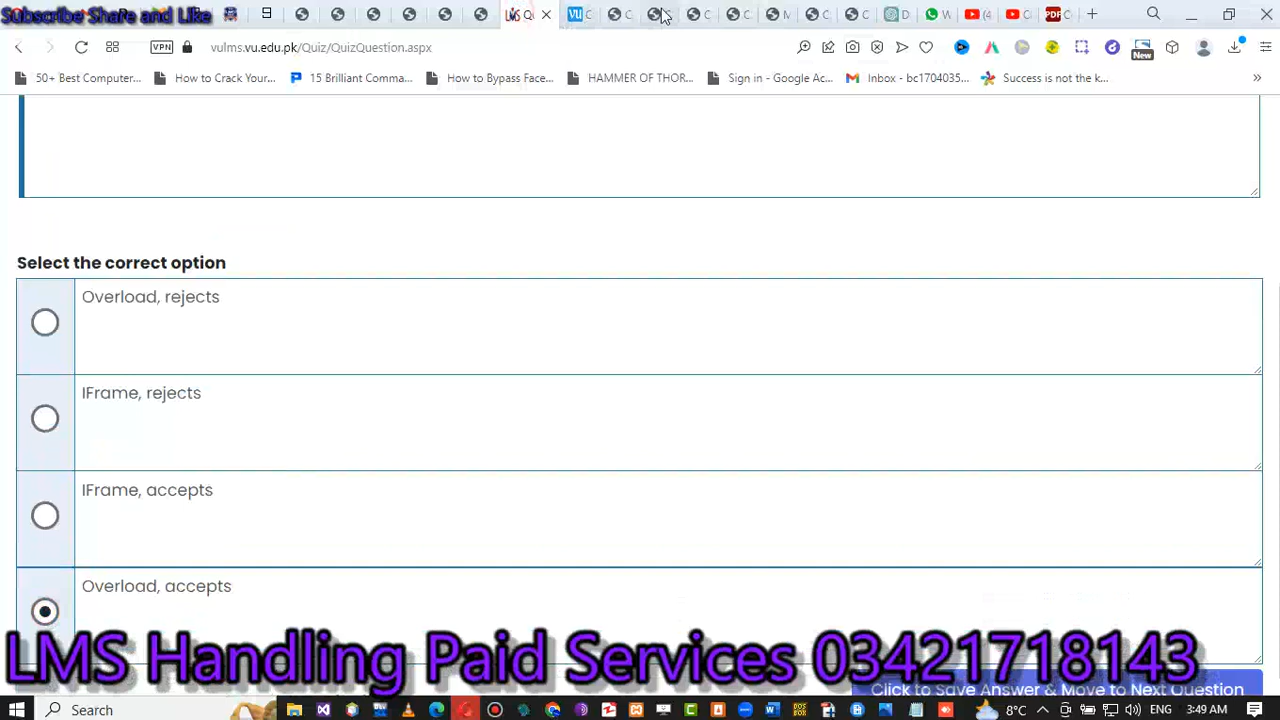 Subscribe Share and Like
VPN
vulms.vu.edu.pk/Quiz/QuizQuestion.aspx
New
50+ Best Computer...
How to Crack Your...
15 Brilliant Comma...
How to Bypass Face...
HAMMER OF THOR...
Sign in - Google Ac...
Inbox - bc1704035...
Success is not the k...
Select the correct option
Overload, rejects
IFrame, rejects
IFrame, accepts
Overload, accepts
LMS Handling Paid Services 03421718143
Click to Save Answer & Move to Next Question
Search
8°C
ENG
3:49 AM